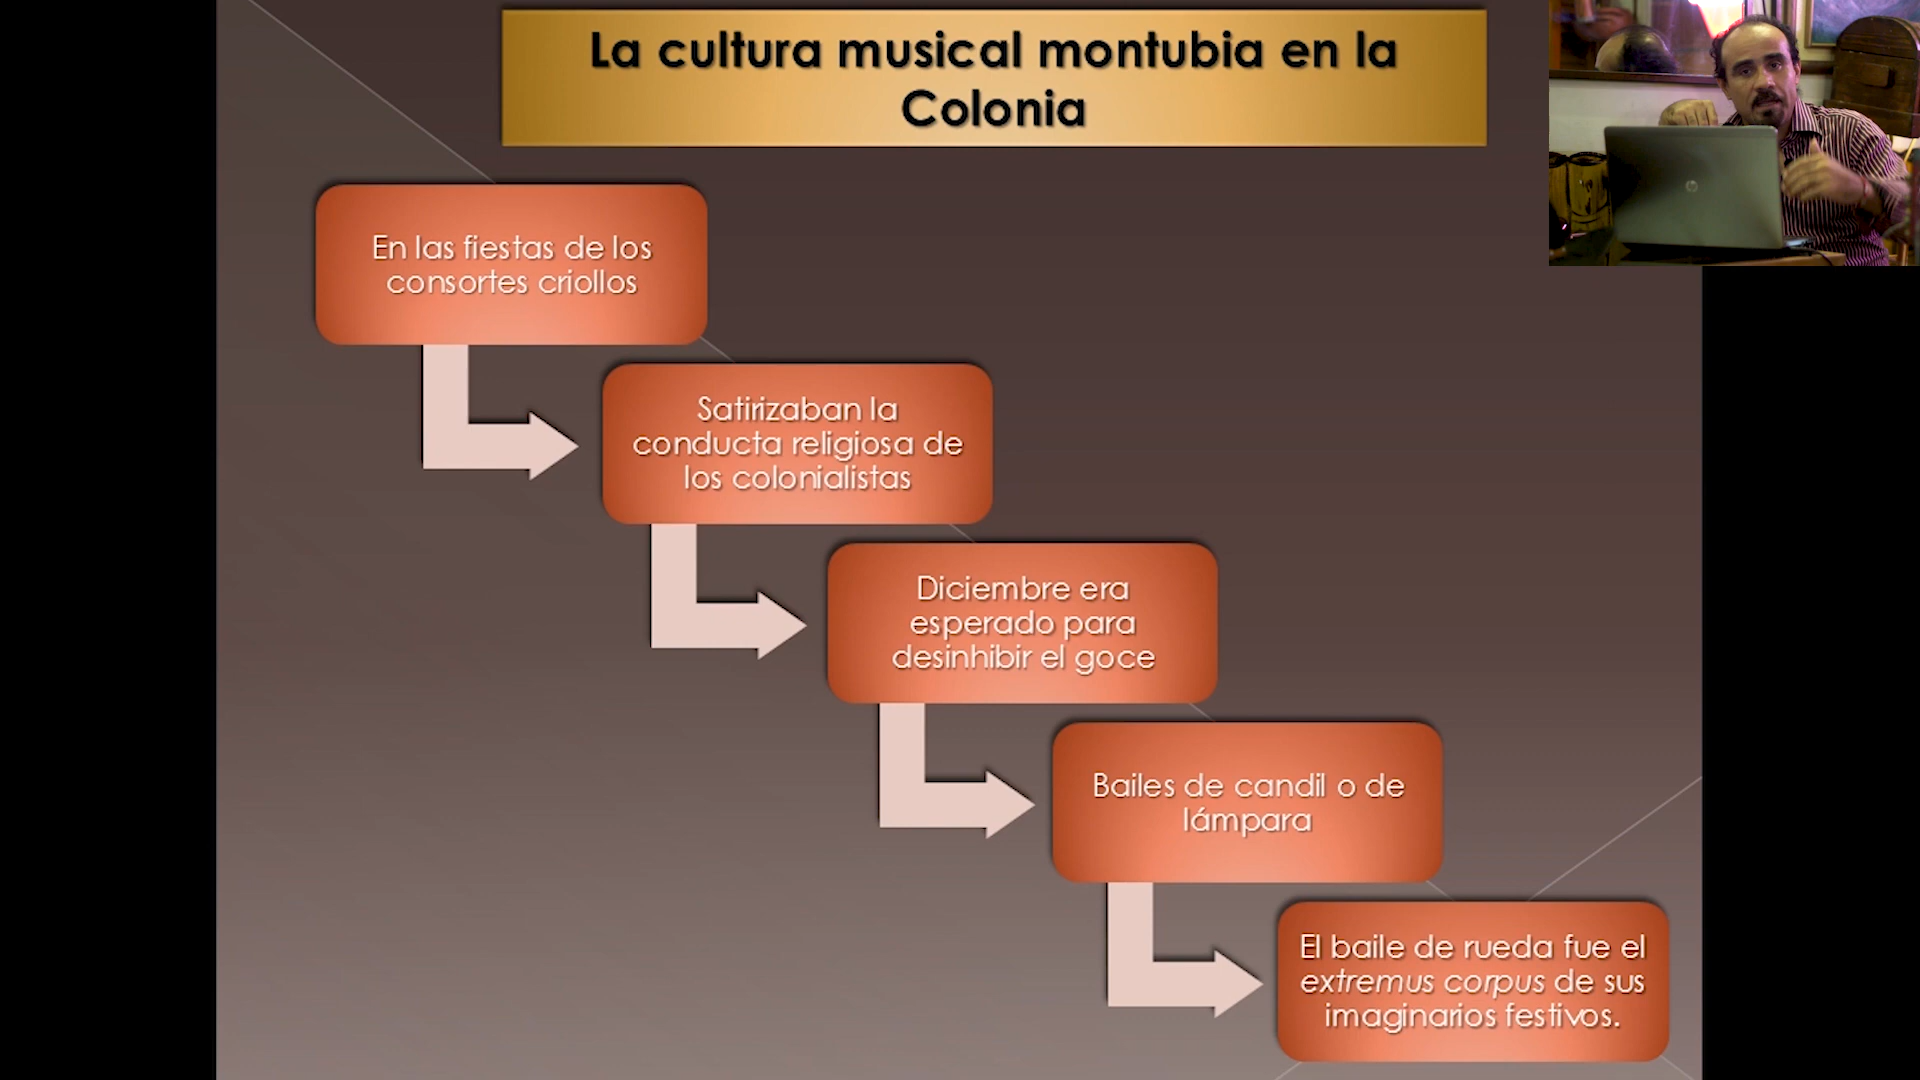 La cultura musical montubia en la
Colonia
En las fiestas de los
consortes criollos
Satirizaban la
conducta religiosa de
los colonialistas
Diciembre era
esperado para
desinhibir el goce
Bailes de candil o de
lámpara
El baile de rueda fue el
extremus corpus de sus
imaginarios festivos.
hp